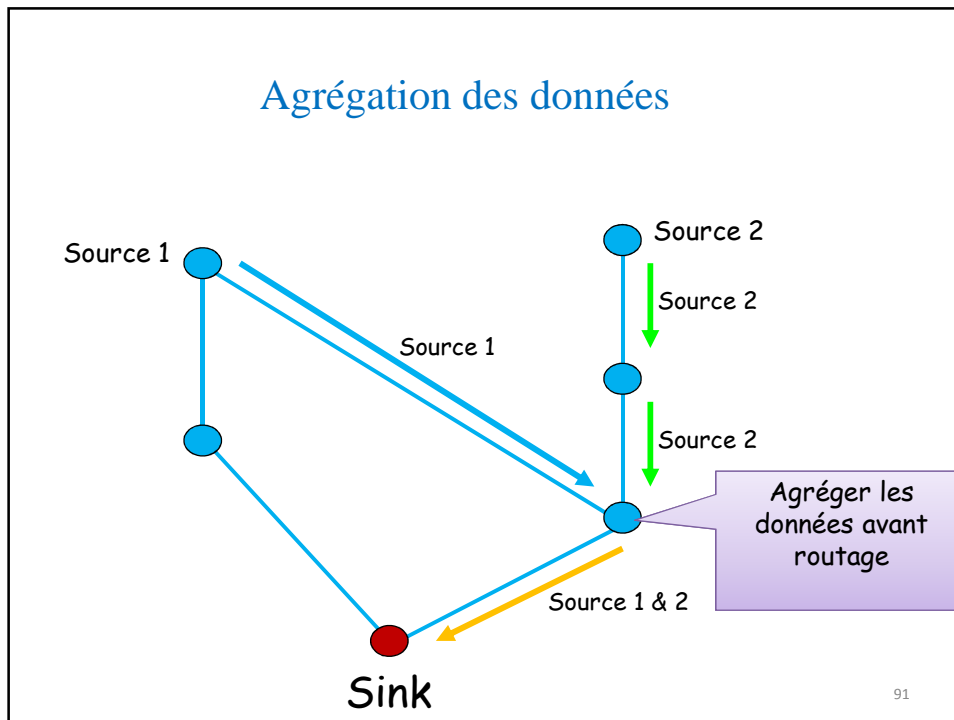 Agrégation des données
Source 1
Source 2
Source 2
Source 1
Source 2
Agréger les
données avant
routage
Source 1 & 2
Sink
91